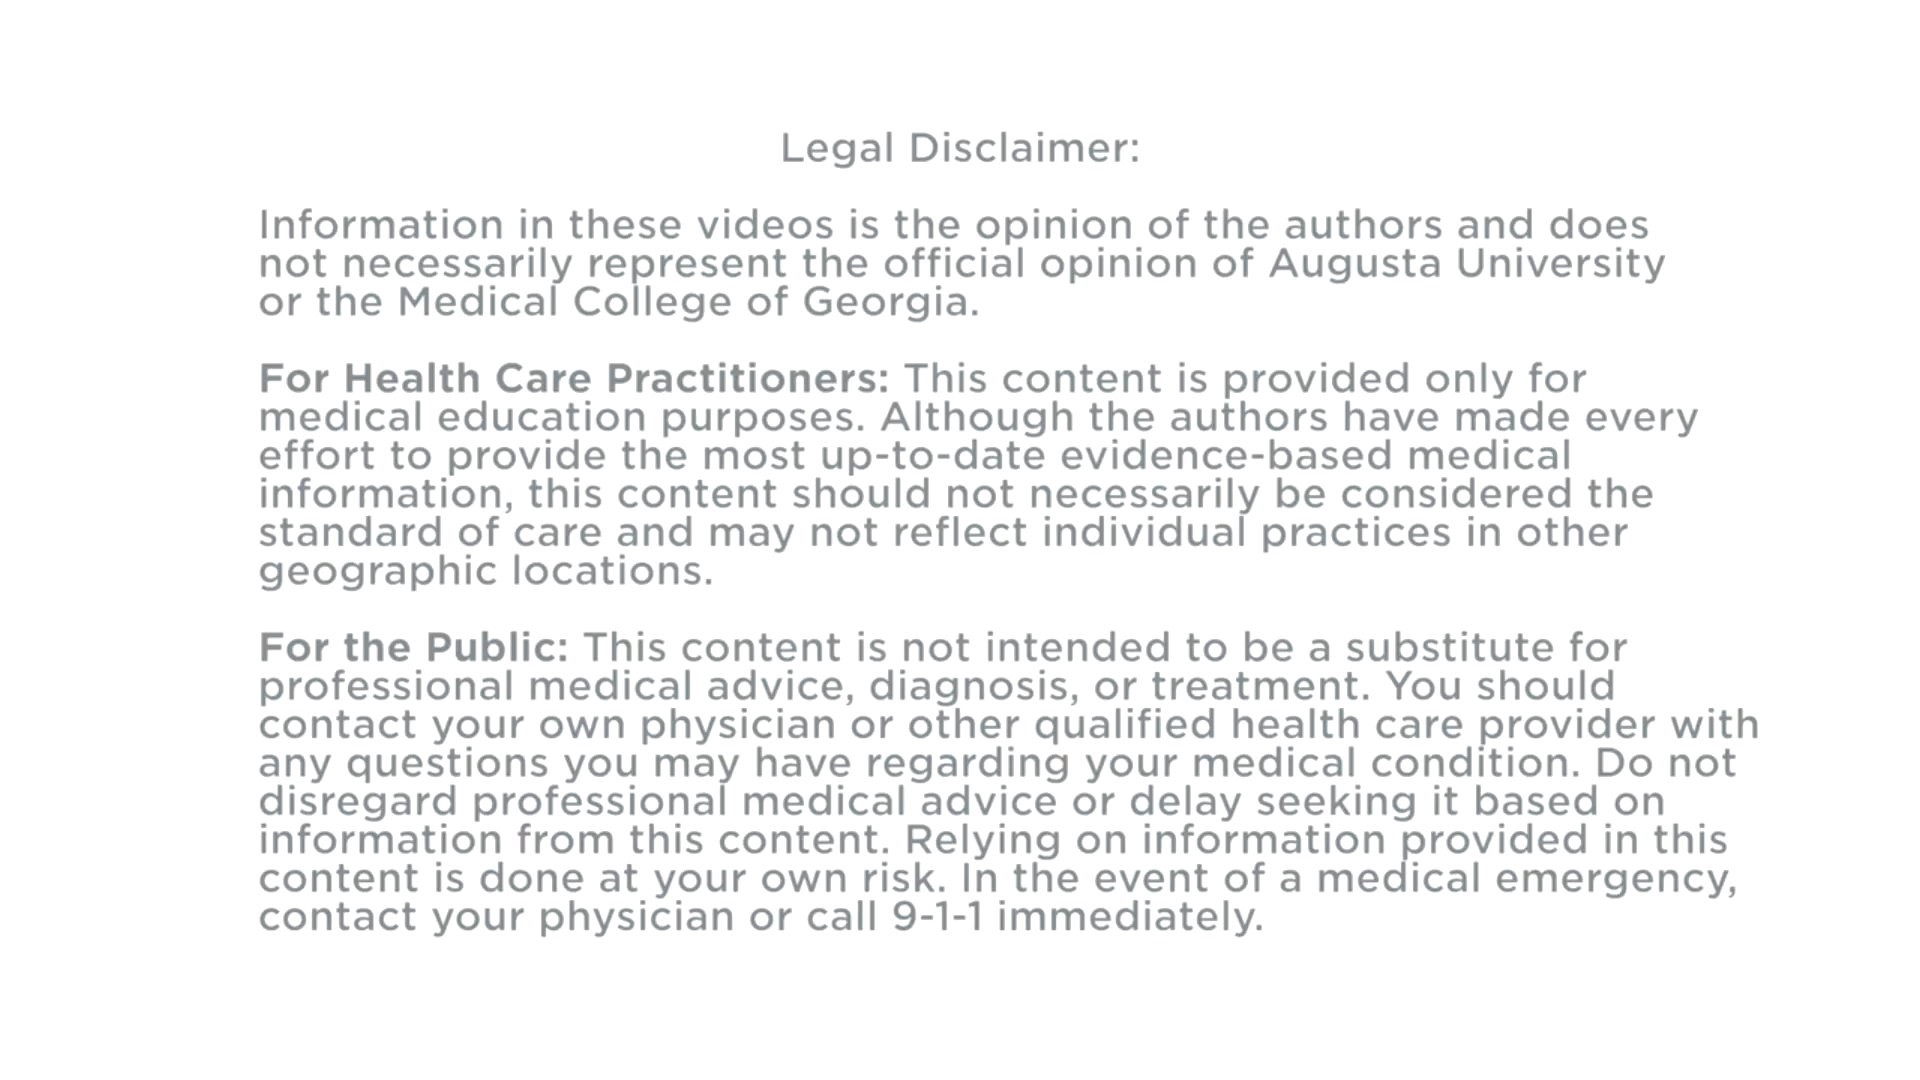 Legal Disclaimer:
Information in these videos is the opinion of the authors and does
not necessarily represent the official opinion of Augusta University
or the Medical College of Georgia.
For Health Care Practitioners: This content is provided only for
medical education purposes. Although the authors have made every
effort to provide the most up-to-date evidence-based medical
information, this content should not necessarily be considered the
standard of care and may not reflect individual practices in other
geographic locations.
For the Public: This content is not intended to be a substitute for
professional medical advice, diagnosis, or treatment. You should
contact your own physician or other qualified health care provider with
any questions you may have regarding your medical condition. Do not
disregard professional medical advice or delay seeking it based on
information from this content. Relying on information provided in this
content is done at your own risk. In the event of a medical emergency,
contact your physician or call 9-1-1 immediately.